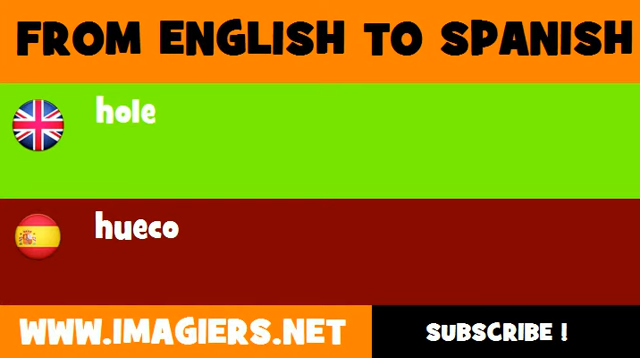 FROM ENGLISH TO SPANISH
hole
hueco
WWW.IMAGIERS.NET
SUBSCRIBE !